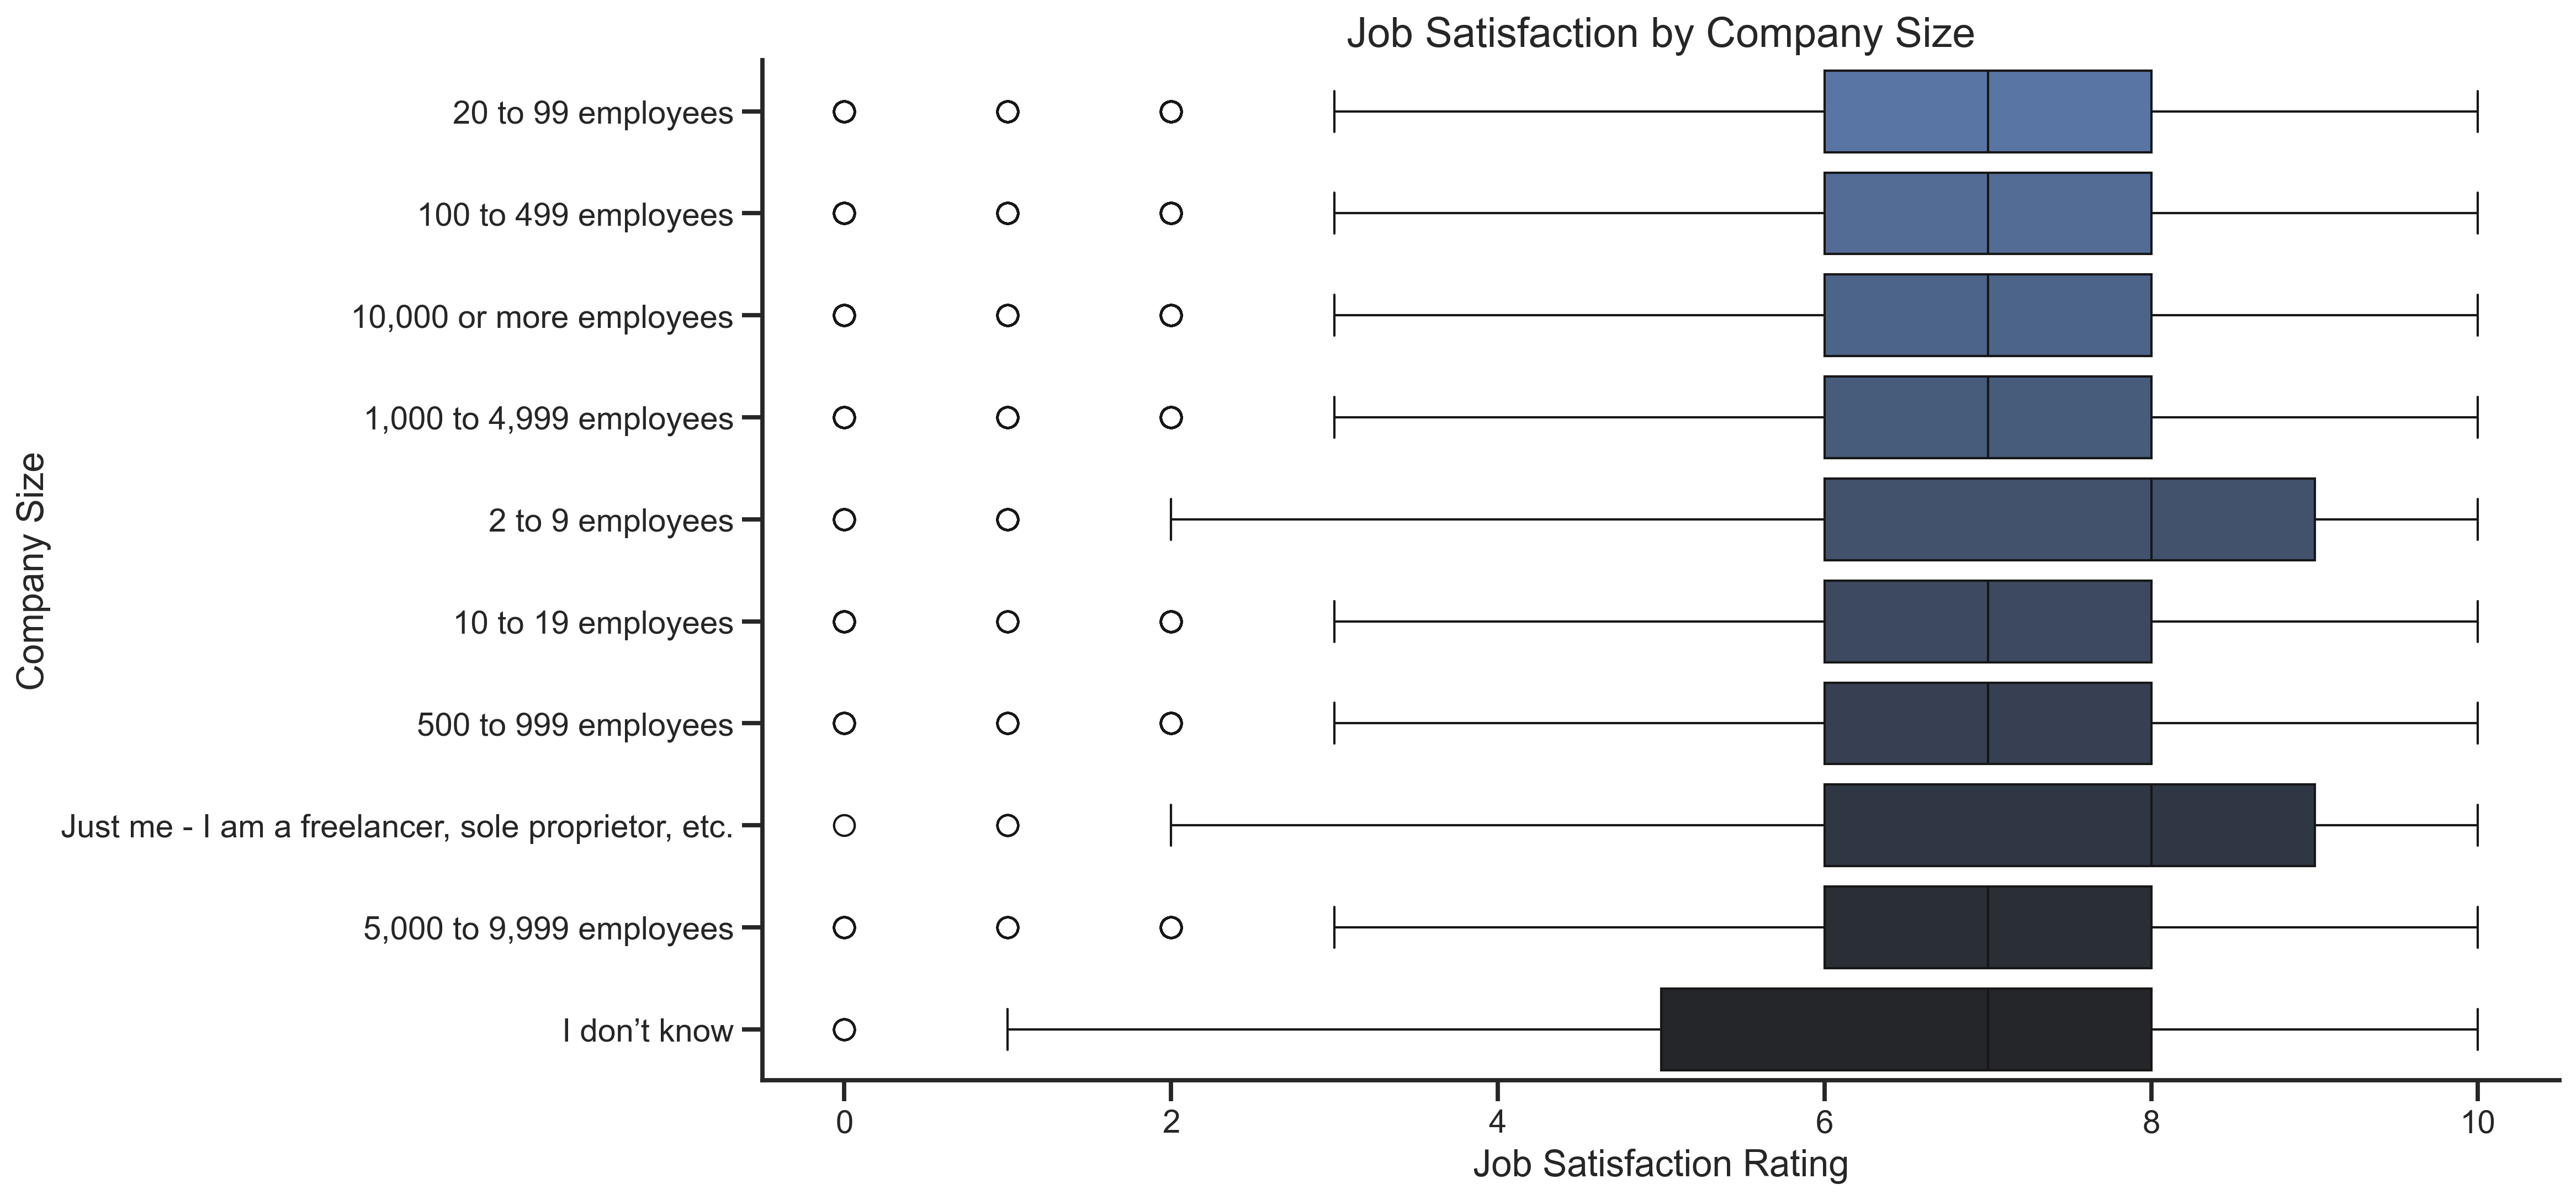 Job Satisfaction by Company Size
Company Size
20 to 99 employees
100 to 499 employees
10,000 or more employees
1,000 to 4,999 employees
2 to 9 employees
10 to 19 employees
500 to 999 employees
Just me - I am a freelancer, sole proprietor, etc.
5,000 to 9,999 employees
I don’t know
0 2 4 6 8 10
Job Satisfaction Rating